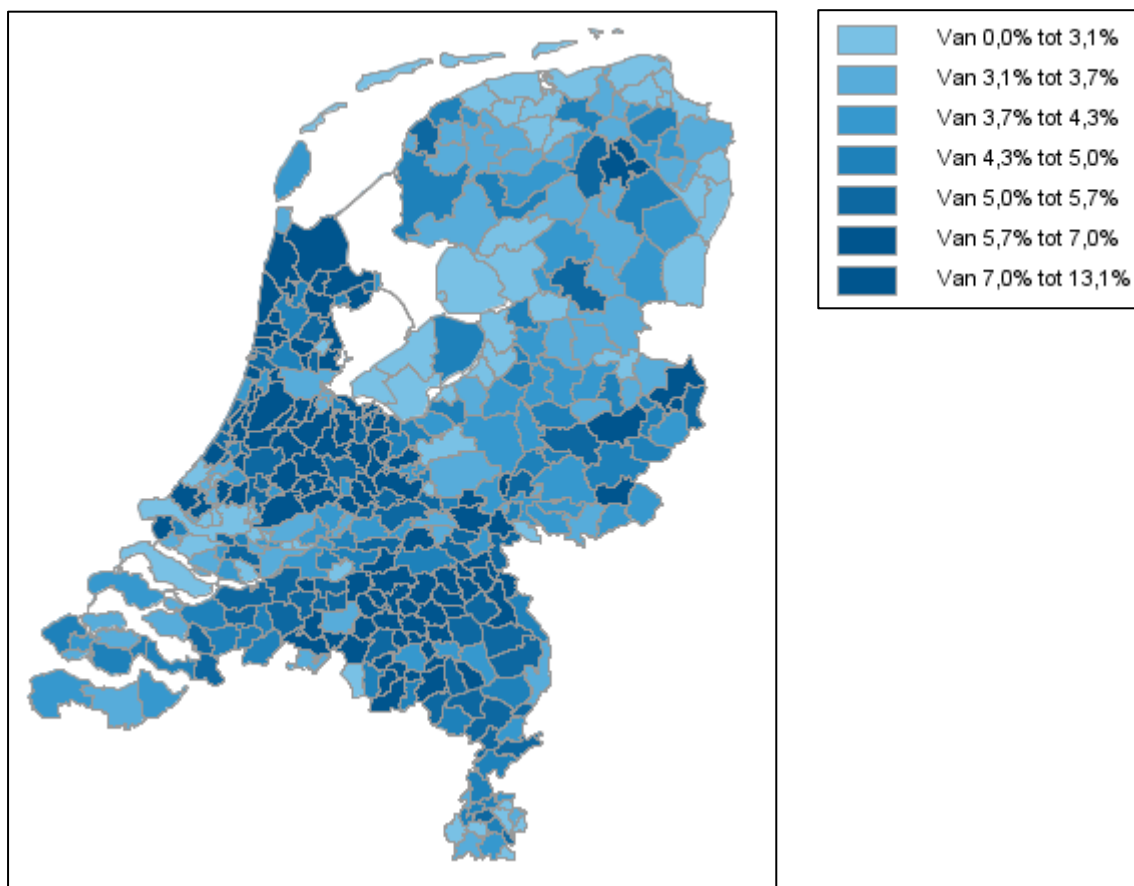 Van 0,0% tot 3,1%
Van 3,1% tot 3,7%
Van 3,7% tot 4,3%
Van 4,3% tot 5,0%
Van 5,0% tot 5,7%
Van 5,7% tot 7,0%
Van 7,0% tot 13,1%